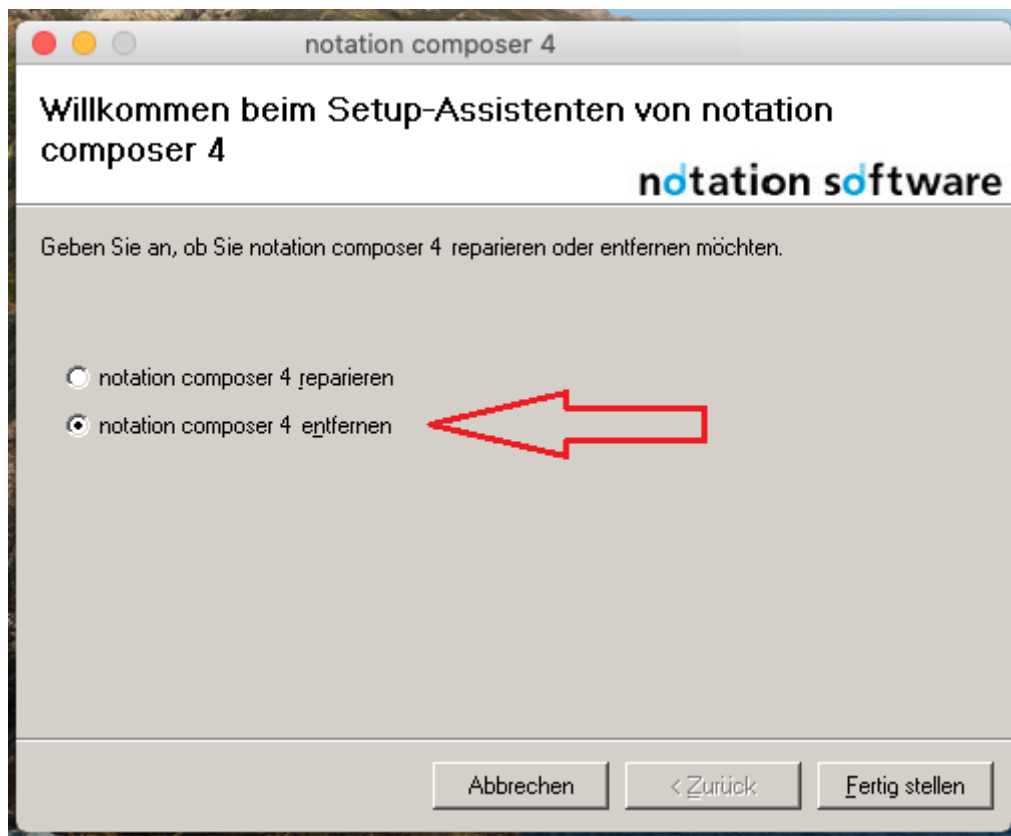 notation composer 4
Willkommen beim Setup-Assistenten von notation
composer 4
notation software
Geben Sie an, ob Sie notation composer 4 reparieren oder entfernen möchten.
notation composer 4 reparieren
notation composer 4 entfernen
Abbrechen
< Zurück
Fertig stellen